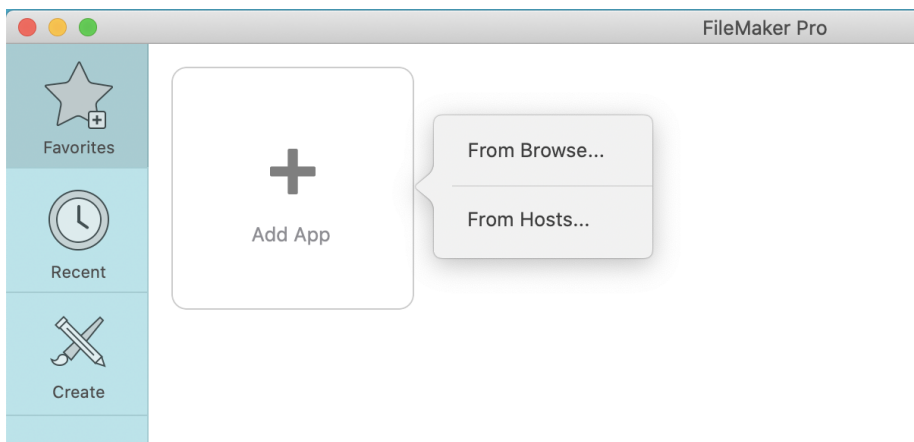 FileMaker Pro
Favorites
Recent
Create
Add App
From Browse...
From Hosts...